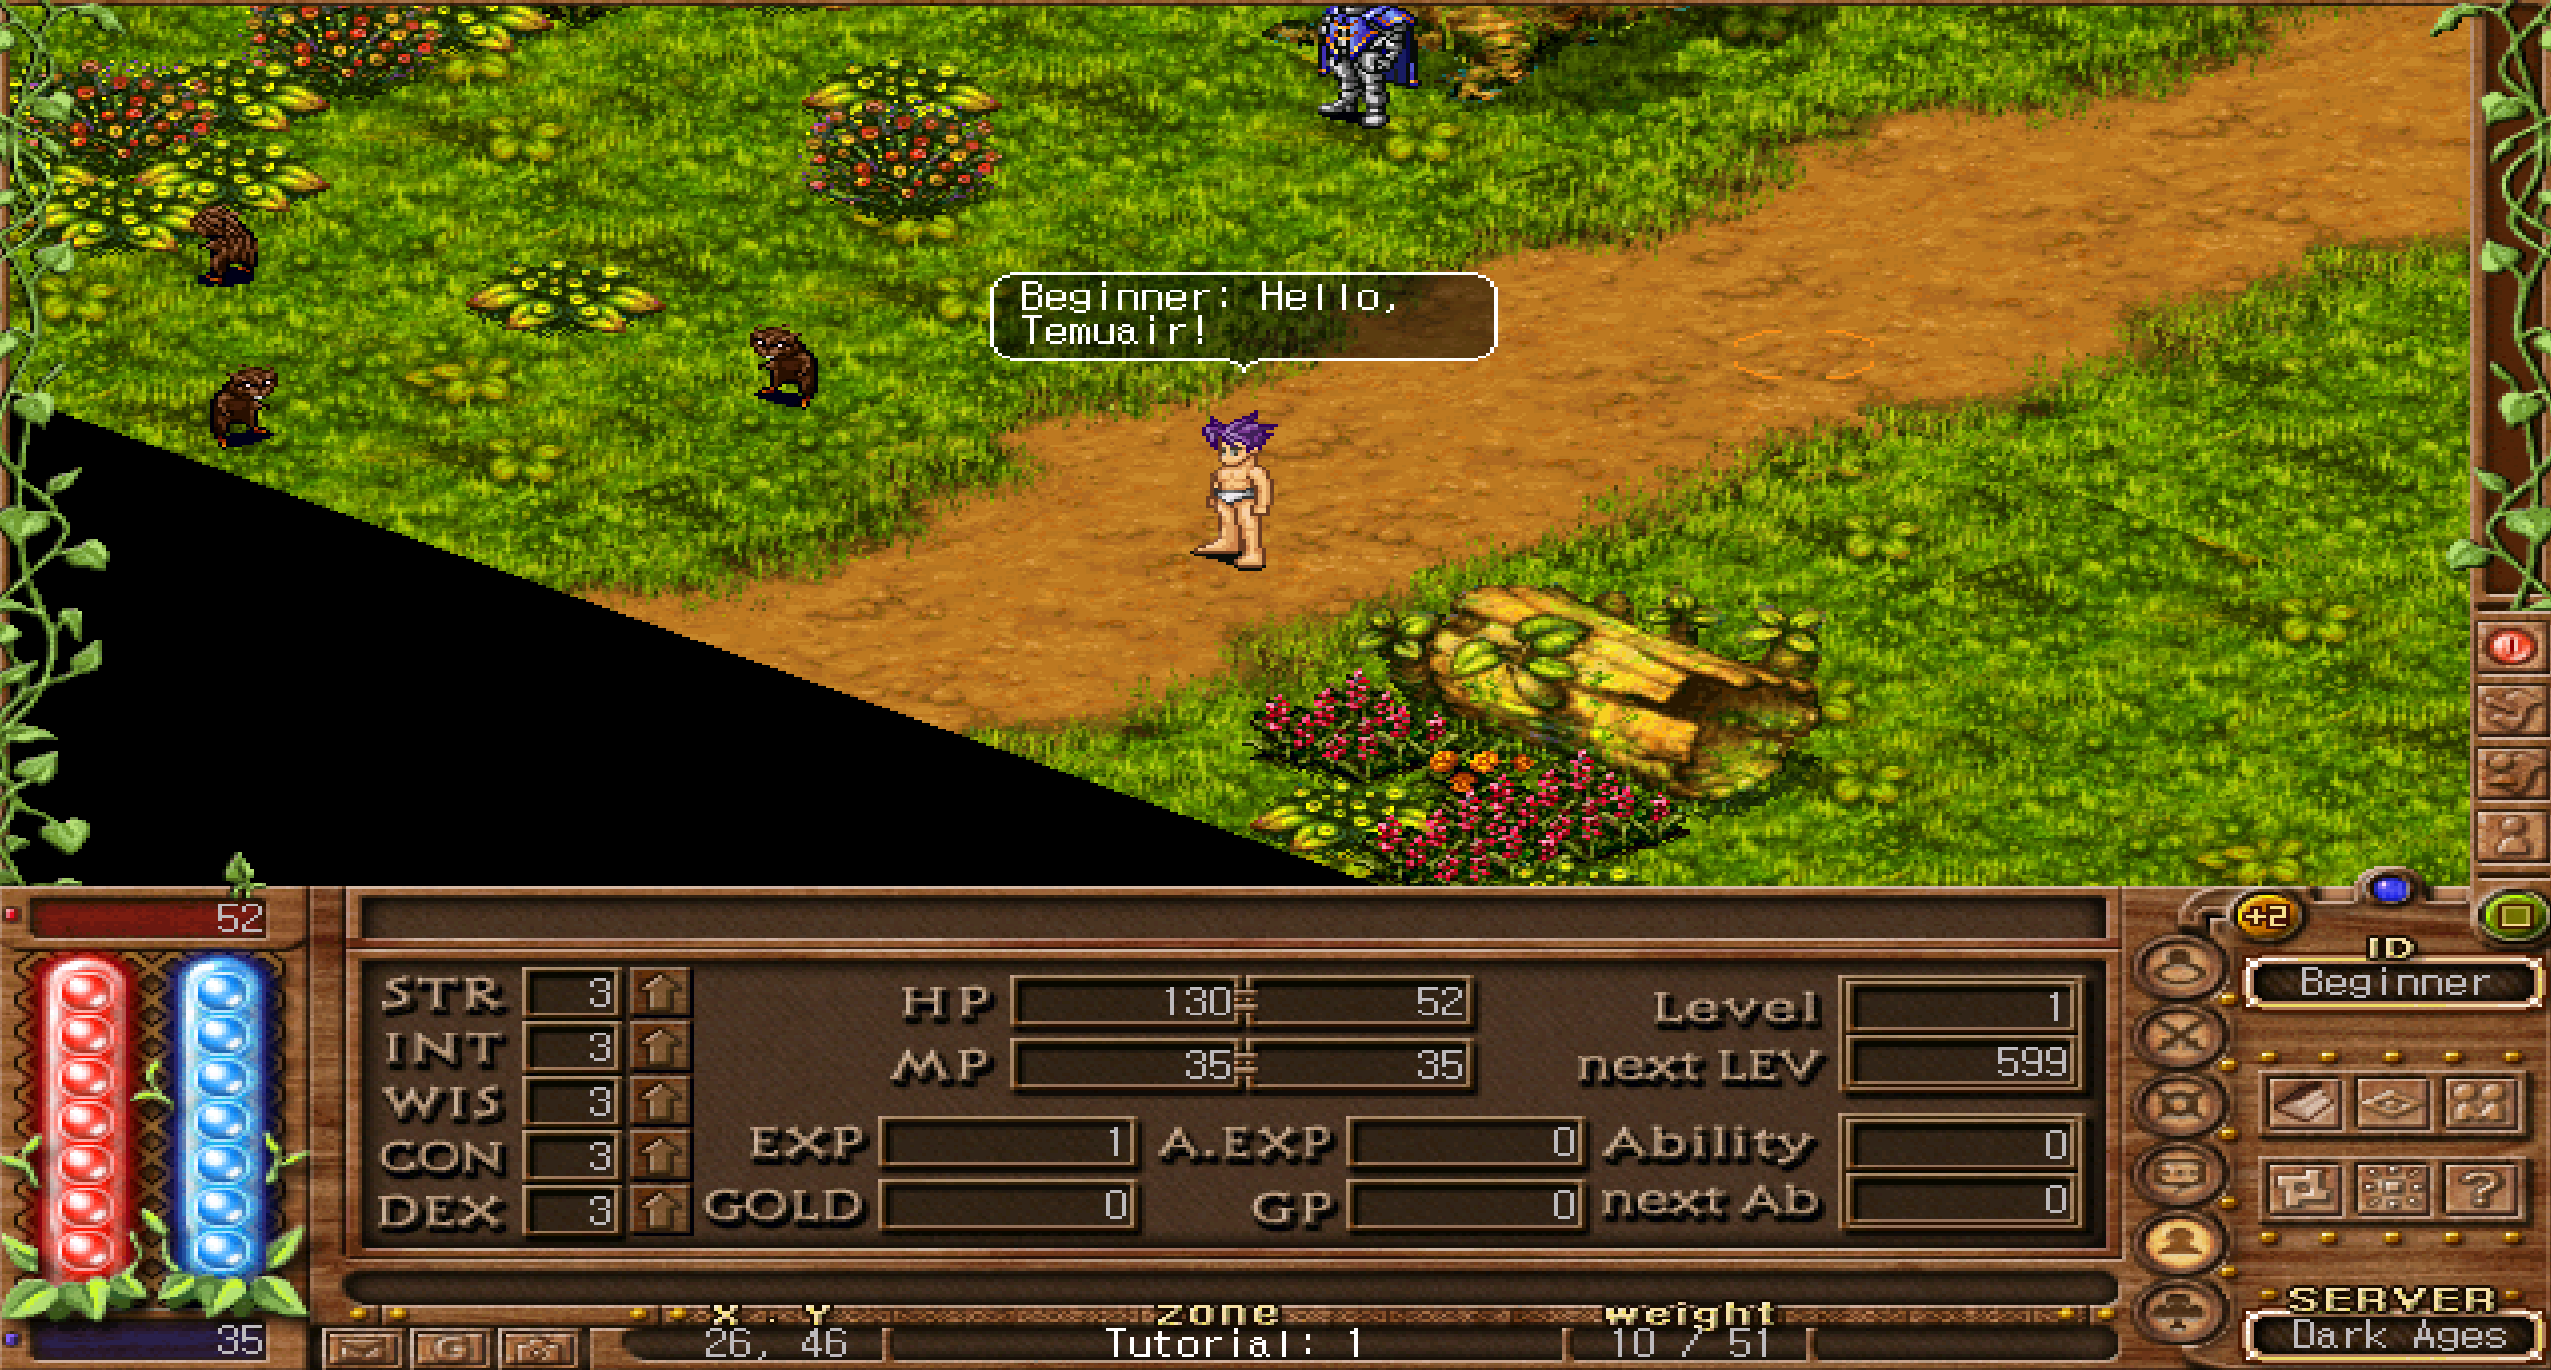 Beginner: Hello,
Temuair!
52
+2
ID
Beginner
STR 3
INT 3
WIS 3
CON 3
DEX 3
HP 130 52
MP 35 35
EXP 1
A.EXP 0
GOLD 0
GP 0
Level 1
next LEV 599
Ability 0
next Ab 0
?
35
G
X . Y
26, 46
zone
Tutorial: 1
weight
10 / 51
SERVER
Dark Ages